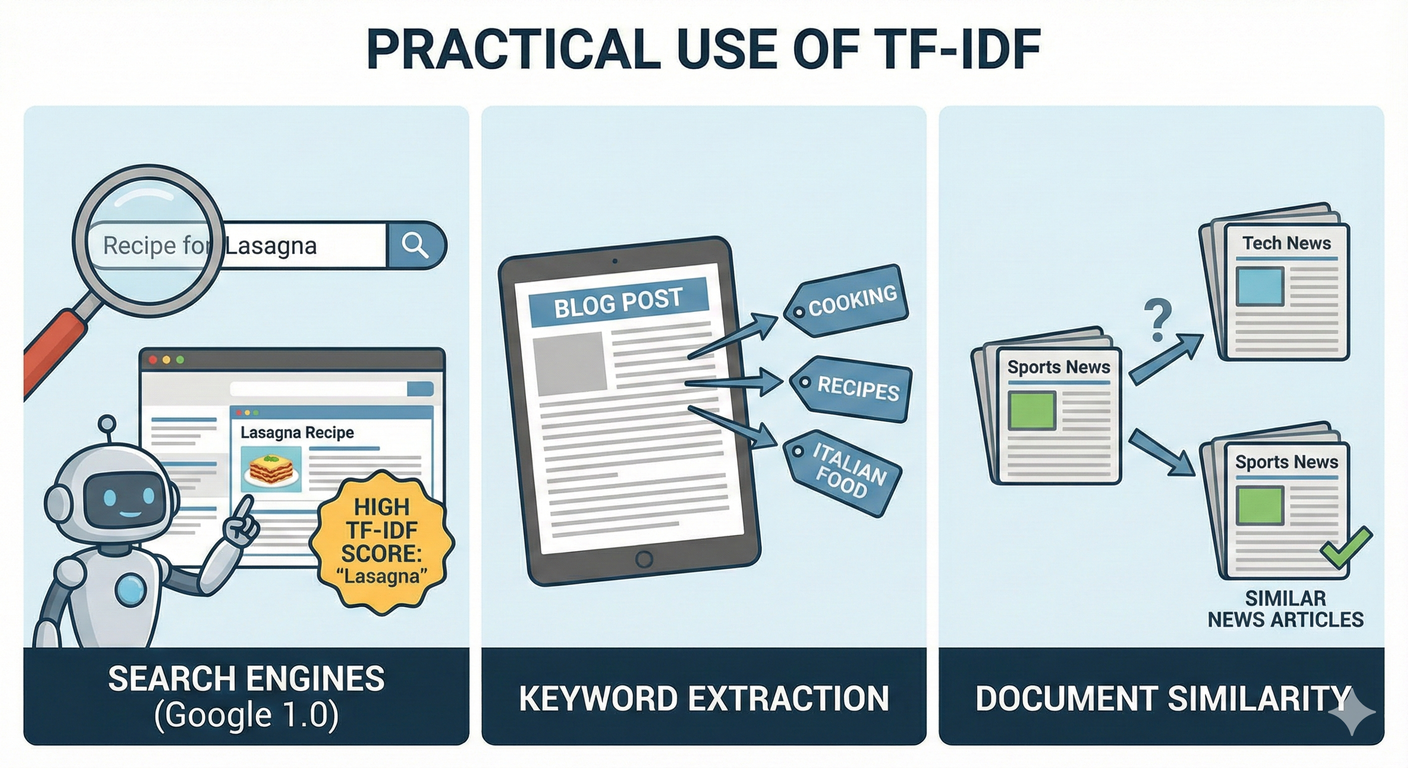 PRACTICAL USE OF TF-IDF
Recipe for Lasagna
Lasagna Recipe
HIGH
TF-IDF
SCORE:
“Lasagna”
SEARCH ENGINES
(Google 1.0)
BLOG POST
COOKING
RECIPES
ITALIAN
FOOD
KEYWORD EXTRACTION
Sports News
?
Tech News
Sports News
SIMILAR
NEWS ARTICLES
DOCUMENT SIMILARITY